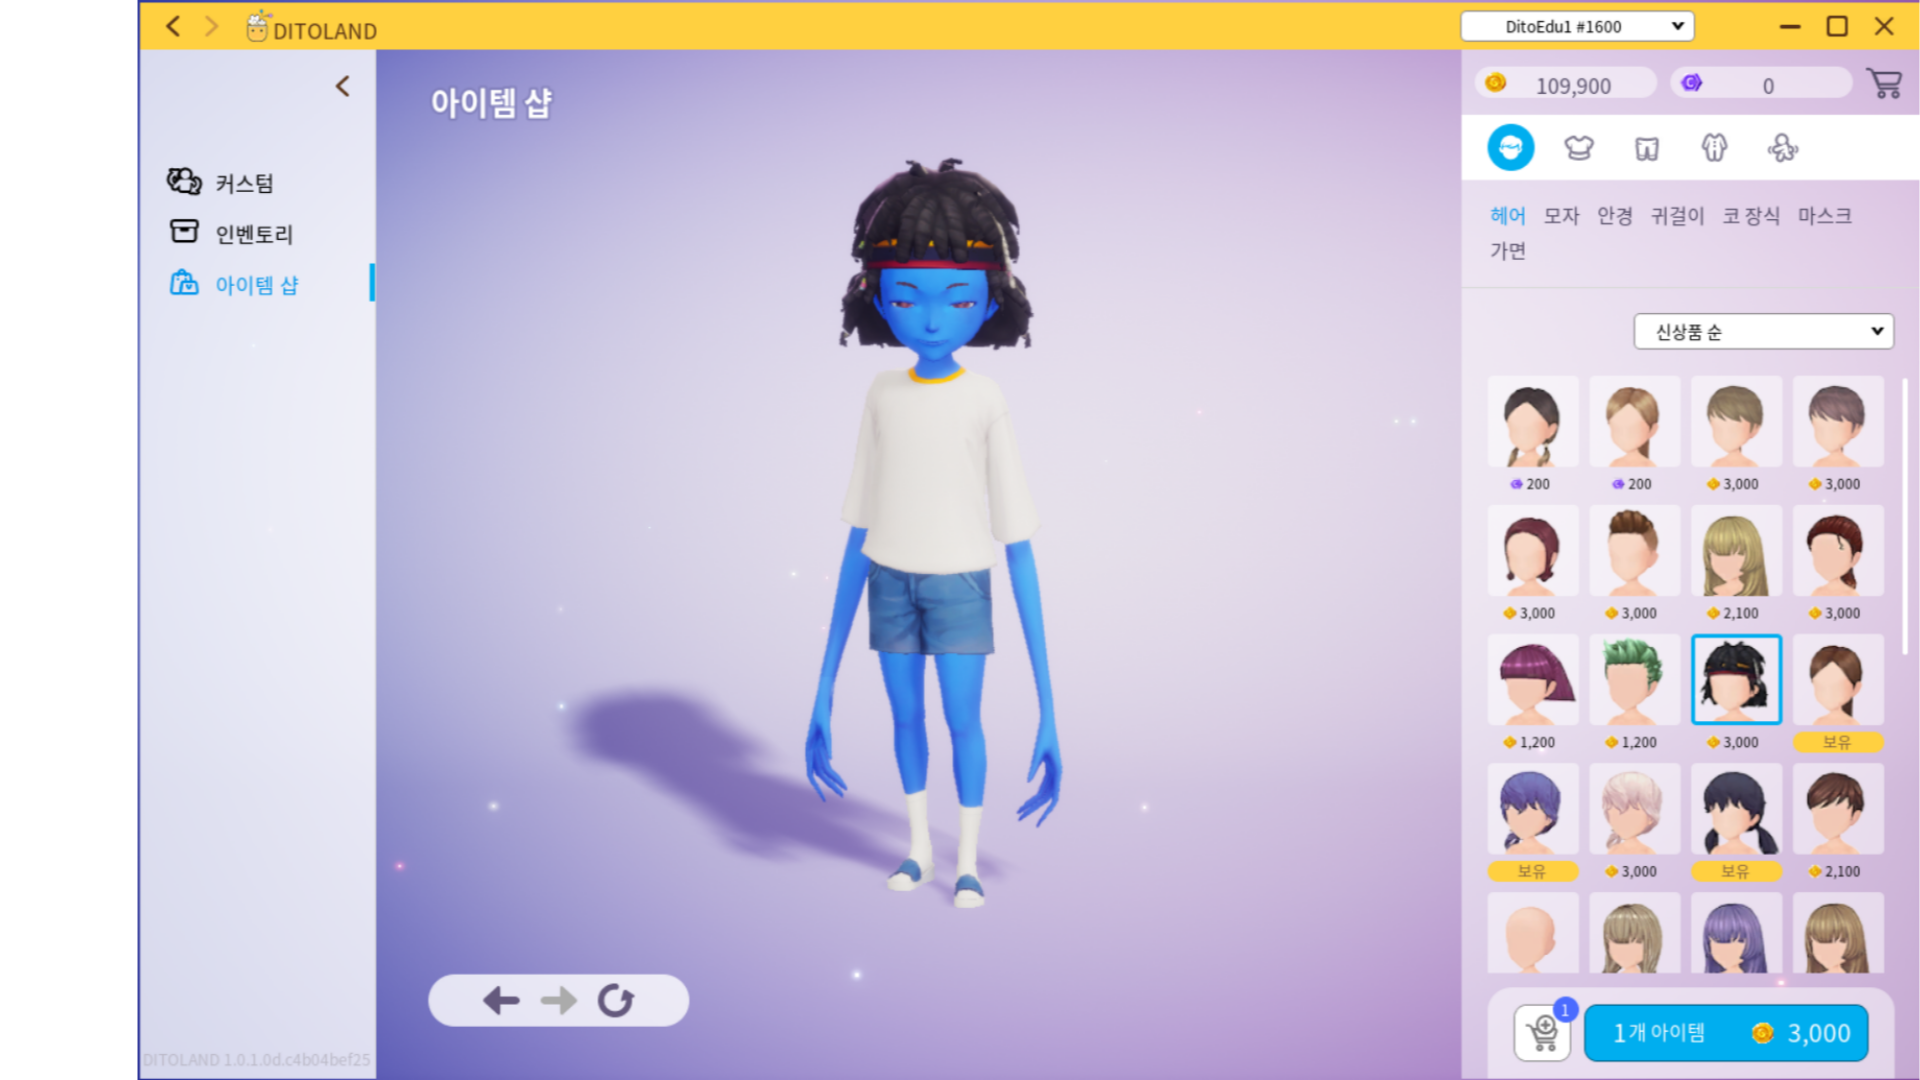 DITOLAND
DitoEdu1 #1600
아이템 샵
109,900
0
커스텀
인벤토리
아이템 샵
헤어 모자 안경 귀걸이 코 장식 마스크
가면
신상품 순
200 200 3,000 3,000
3,000 3,000 2,100 3,000
1,200 1,200 3,000 보유
보유 3,000 보유 2,100
1
1개 아이템 3,000
DITOLAND 1.0.1.0d.c4b04bef25